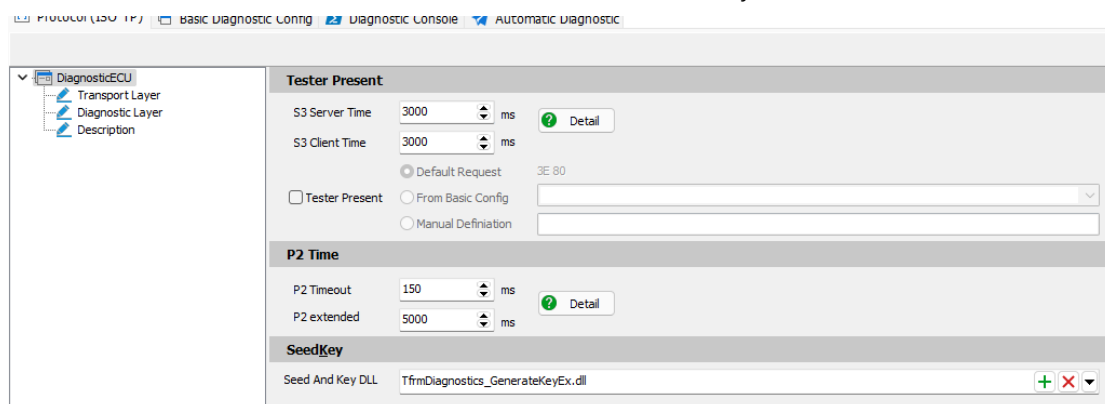 Protocol (ISO TP) Basic Diagnostic Config Diagnostic Console Automatic Diagnostic
DiagnosticECU
Transport Layer
Diagnostic Layer
Description
Tester Present
S3 Server Time 3000 ms Detail
S3 Client Time 3000 ms
Default Request 3E 80
Tester Present From Basic Config
Manual Definiation
P2 Time
P2 Timeout 150 ms Detail
P2 extended 5000 ms
SeedKey
Seed And Key DLL TfrmDiagnostics_GenerateKeyEx.dll